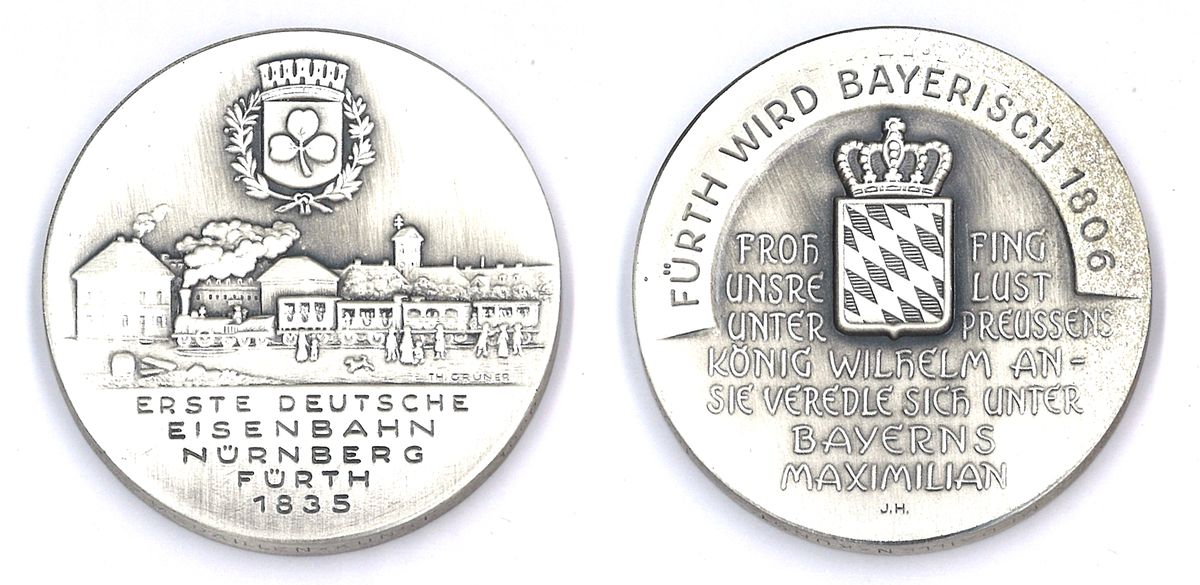 TH. GRÜNER
ERSTE DEUTSCHE
EISENBAHN
NÜRNBERG
FÜRTH
1835
FÜRTH WIRD BAYERISCH 1806
FROH FING
UNSRE LUST
UNTER PREUSSENS
KÖNIG WILHELM AN-
SIE VEREDLE SICH UNTER
BAYERNS
MAXIMILIAN
J.H.